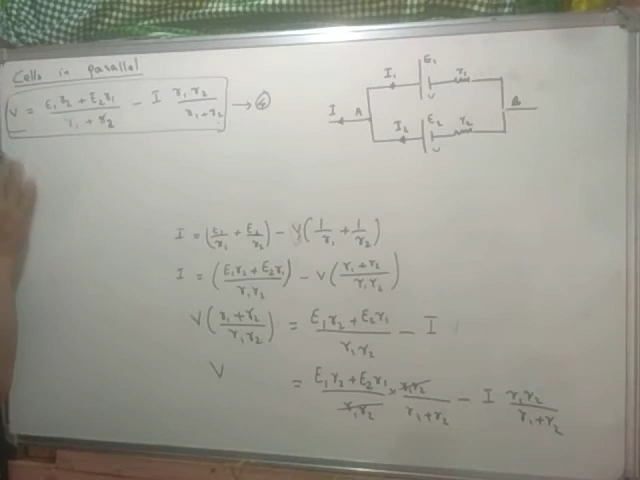 Cells in parallel
V = (E₁r₂ + E₂r₁)/(r₁ + r₂) − I (r₁r₂)/(r₁+r₂) → ④
E₁
I₁ r₂
V
I A B
I₂ E₂ r₂
V
I = (E₁/r₁ + E₂/r₂) − V(1/r₁ + 1/r₂)
I = ((E₁r₂ + E₂r₁)/(r₁r₂)) − V((r₁+r₂)/(r₁r₂))
V((r₁+r₂)/(r₁r₂)) = (E₁r₂ + E₂r₁)/(r₁r₂) − I
V = (E₁r₂ + E₂r₁)/(r₁r₂) × (r₁r₂)/(r₁+r₂) − I (r₁r₂)/(r₁+r₂)